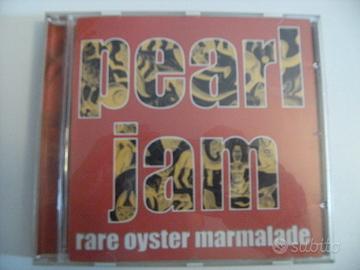 pearl
jam
rare oyster marmalade
subito